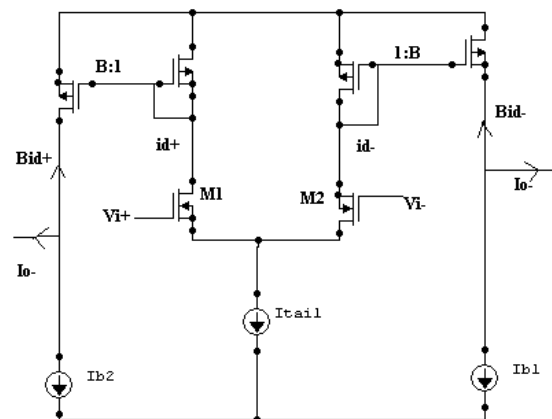 B:1
1:B
id+
id-
Bid+
Bid-
M1
M2
Vi+
Vi-
Io-
Io-
Itail
Ib2
Ib1